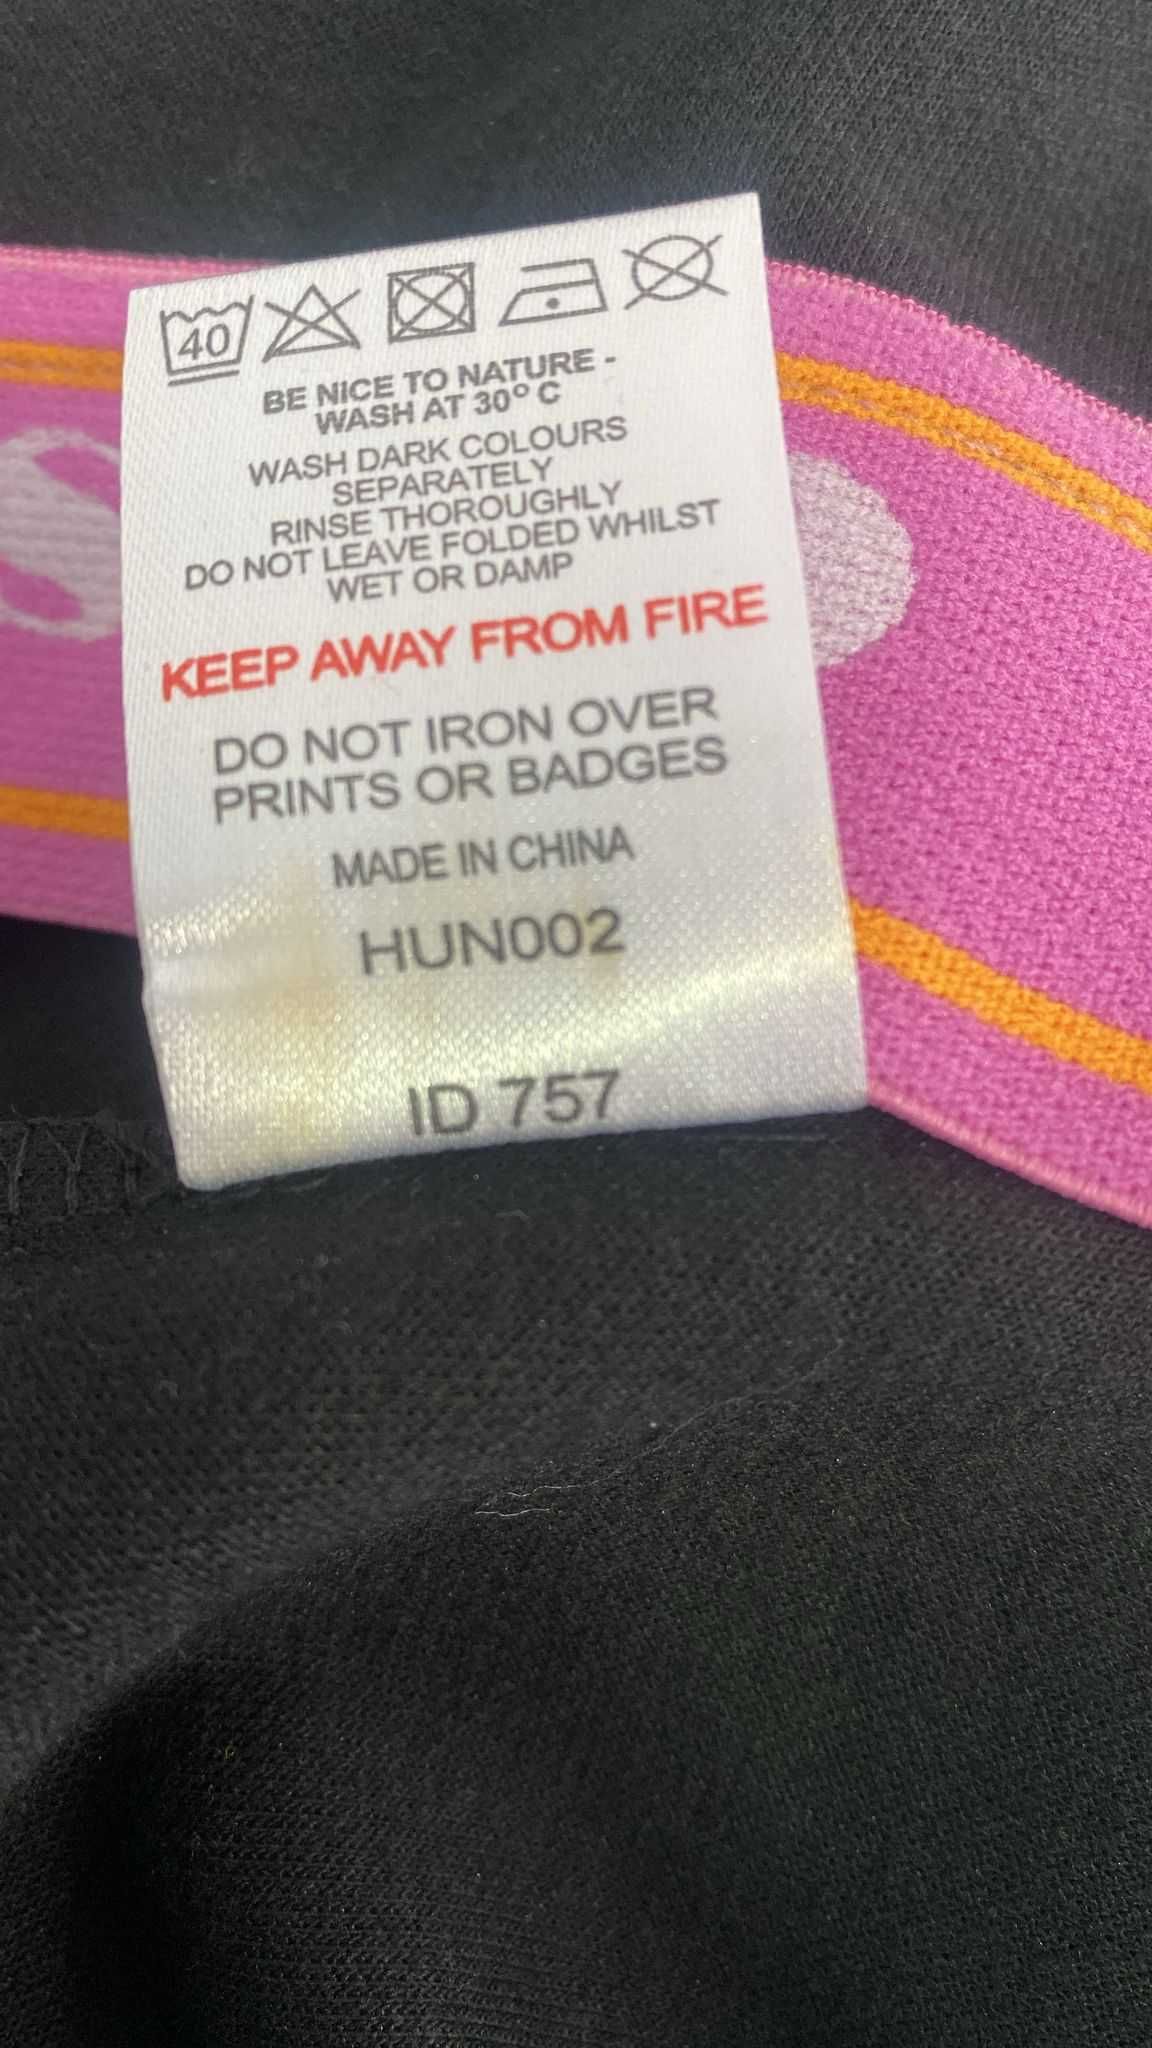 40
BE NICE TO NATURE -
WASH AT 30° C
WASH DARK COLOURS
SEPARATELY
RINSE THOROUGHLY
DO NOT LEAVE FOLDED WHILST
WET OR DAMP
KEEP AWAY FROM FIRE
DO NOT IRON OVER
PRINTS OR BADGES
MADE IN CHINA
HUN002
ID 757